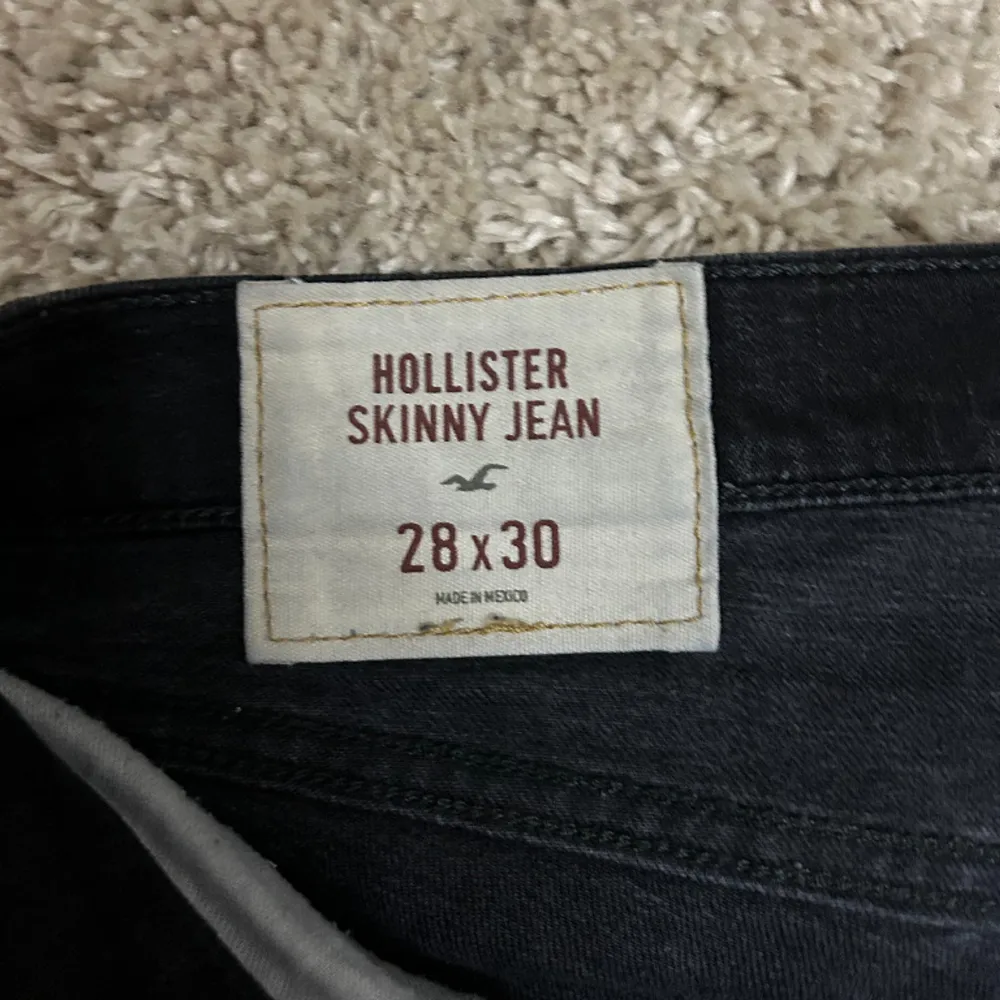 HOLLISTER
SKINNY JEAN
28 x 30
MADE IN MEXICO